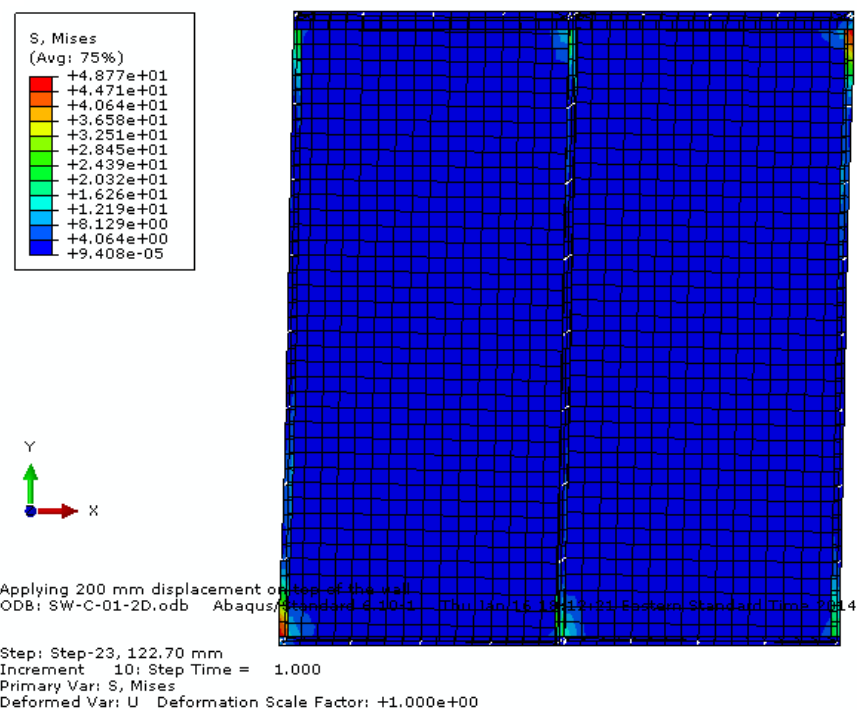 S, Mises
(Avg: 75%)
+4.877e+01
+4.471e+01
+4.064e+01
+3.658e+01
+3.251e+01
+2.845e+01
+2.439e+01
+2.032e+01
+1.626e+01
+1.219e+01
+8.129e+00
+4.064e+00
+9.408e-05
Y
X
Applying 200 mm displacement on top of the wall
ODB: SW-C-01-2D.odb Abaqus/Standard 6.10-1 Thu Jan 16 Eastern Standard Time 2014
Step: Step-23, 122.70 mm
Increment 10: Step Time = 1.000
Primary Var: S, Mises
Deformed Var: U Deformation Scale Factor: +1.000e+00